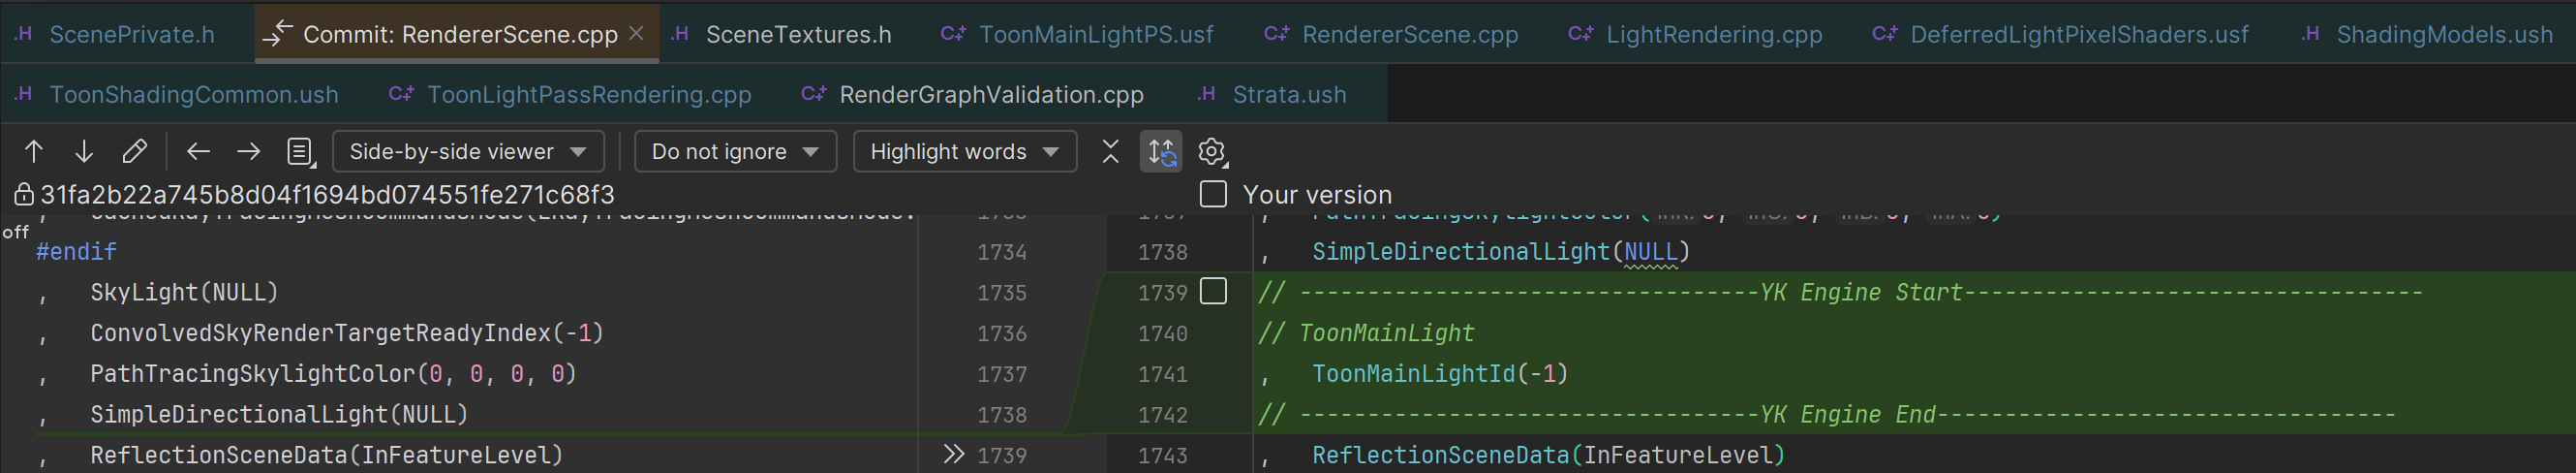 .H ScenePrivate.h Commit: RendererScene.cpp .H SceneTextures.h C++ ToonMainLightPS.usf C++ RendererScene.cpp C++ LightRendering.cpp C++ DeferredLightPixelShaders.usf .H ShadingModels.ush
.H ToonShadingCommon.ush C++ ToonLightPassRendering.cpp C++ RenderGraphValidation.cpp .H Strata.ush
Side-by-side viewer Do not ignore Highlight words
31fa2b22a745b8d04f1694bd074551fe271c68f3 Your version
off
#endif 1734 1738 , SimpleDirectionalLight(NULL)
, SkyLight(NULL) 1735 1739 // ----------------------------------YK Engine Start----------------------------------
, ConvolvedSkyRenderTargetReadyIndex(-1) 1736 1740 // ToonMainLight
, PathTracingSkylightColor(0, 0, 0, 0) 1737 1741 , ToonMainLightId(-1)
, SimpleDirectionalLight(NULL) 1738 1742 // ----------------------------------YK Engine End----------------------------------
, ReflectionSceneData(InFeatureLevel) 1739 1743 , ReflectionSceneData(InFeatureLevel)